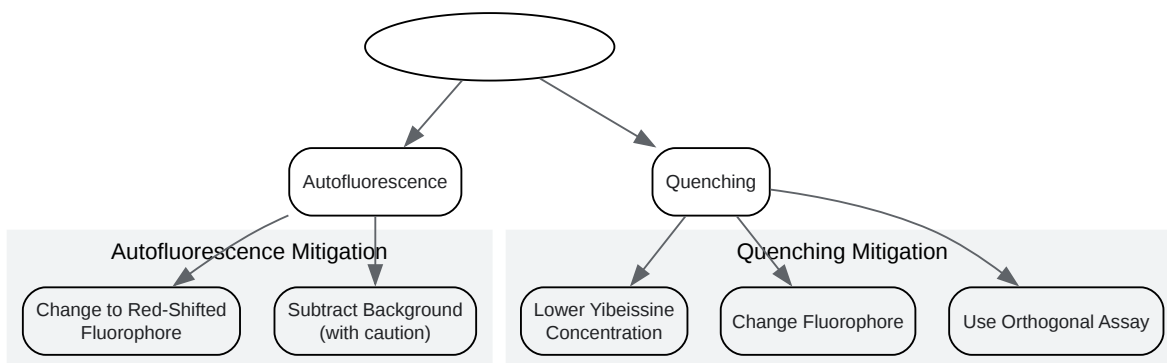 Autofluorescence
Quenching
Autofluorescence Mitigation
Quenching Mitigation
Change to Red-Shifted
Fluorophore
Subtract Background
(with caution)
Lower Yibeissine
Concentration
Change Fluorophore
Use Orthogonal Assay